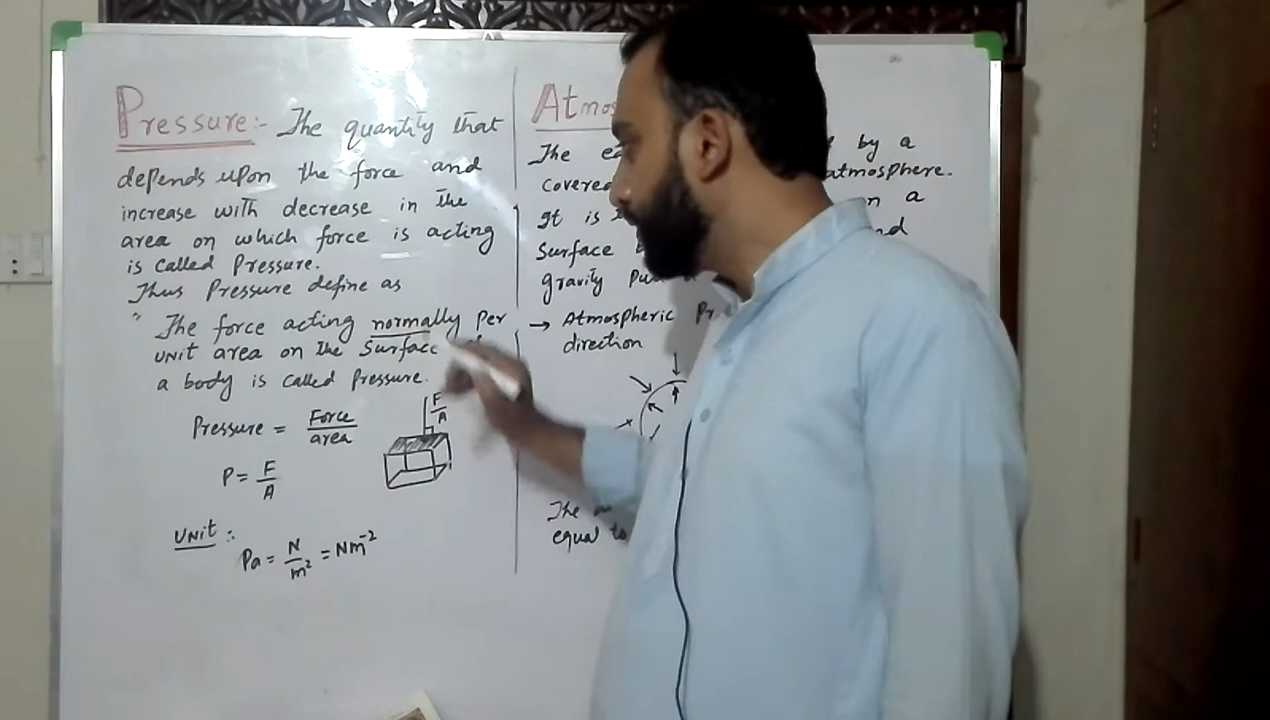 Pressure:- The quantity that
depends upon the force and
increase with decrease in the
area on which force is acting
is called Pressure.
Thus Pressure define as
" The force acting normally per
unit area on the Surface
a body is called Pressure.
Pressure = Force/area
P = F/A
F/A
Unit :
Pa = N/m² = Nm⁻²
Atmos
The
by a
covere
atmosphere.
It is
n a
Surface
nd
gravity
→ Atmospheric Pr
direction
The
equal to